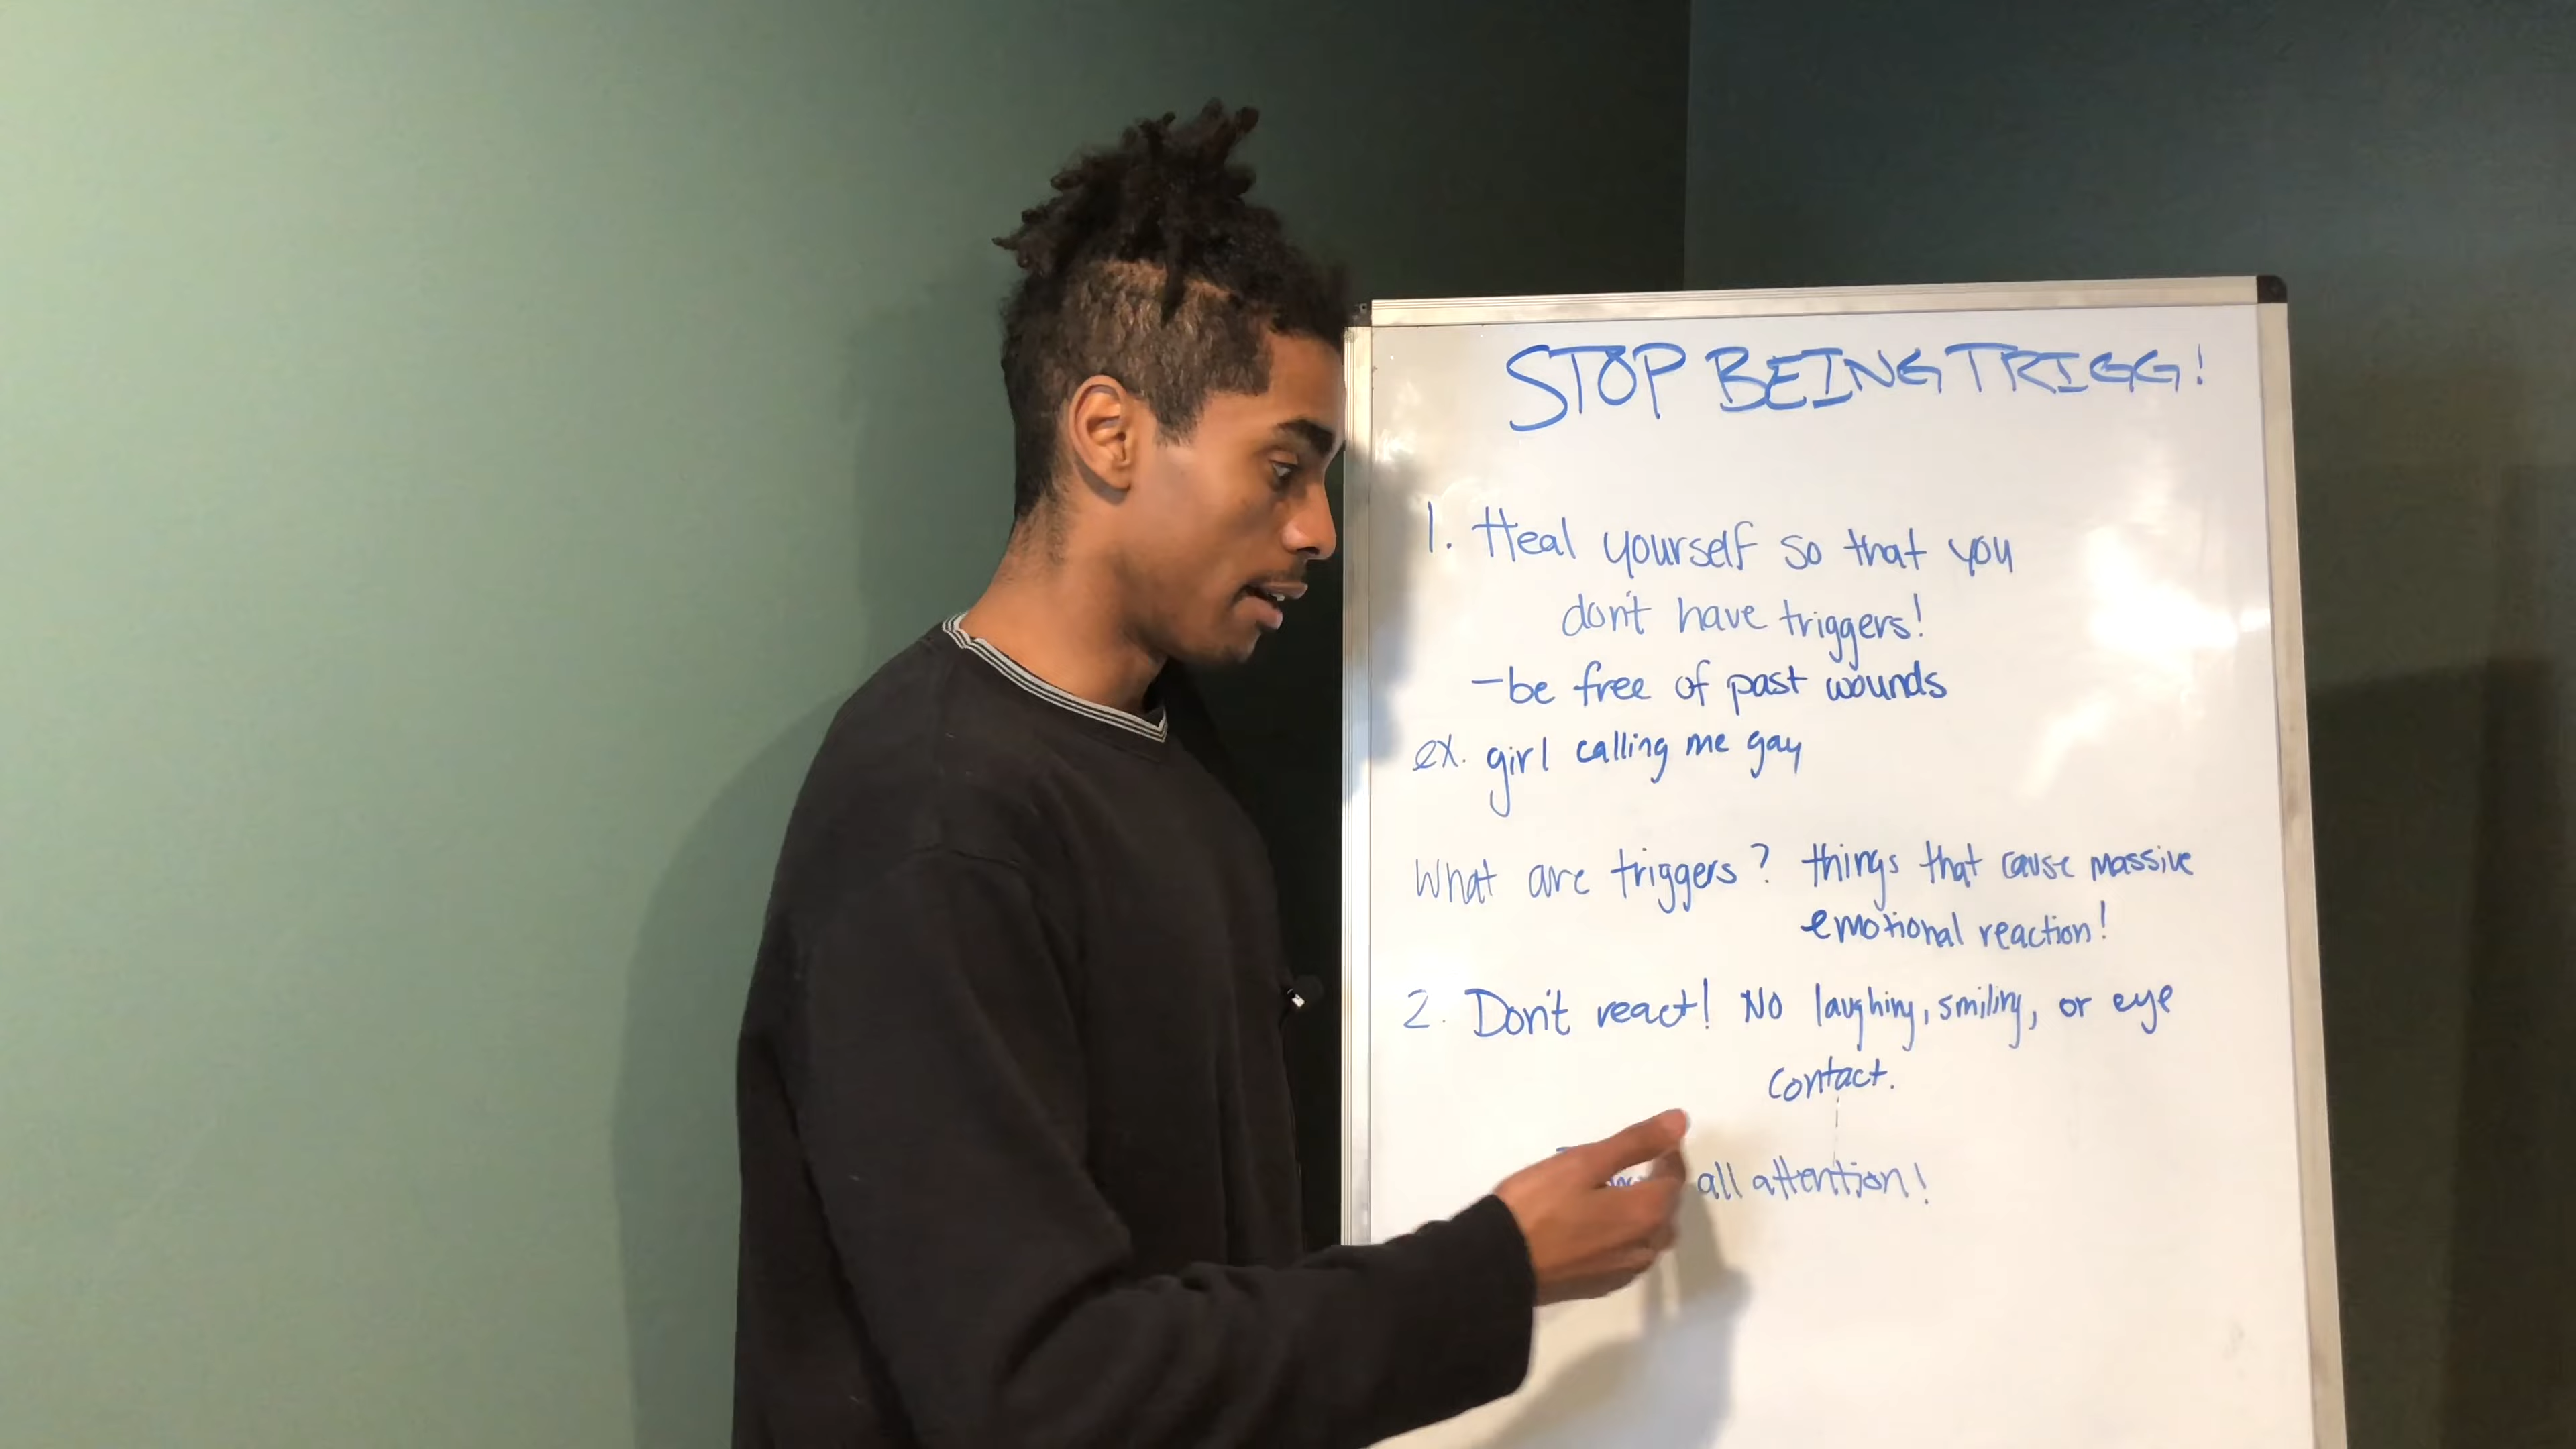 STOP BEING TRIGG!
1. Heal yourself so that you
don't have triggers!
-be free of past wounds
ex. girl calling me gay
What are triggers? things that cause massive
emotional reaction!
2. Don't react! No laughing, smiling, or eye
contact.
all attention!